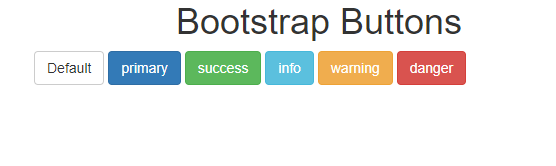 Bootstrap Buttons
Default primary success info warning danger